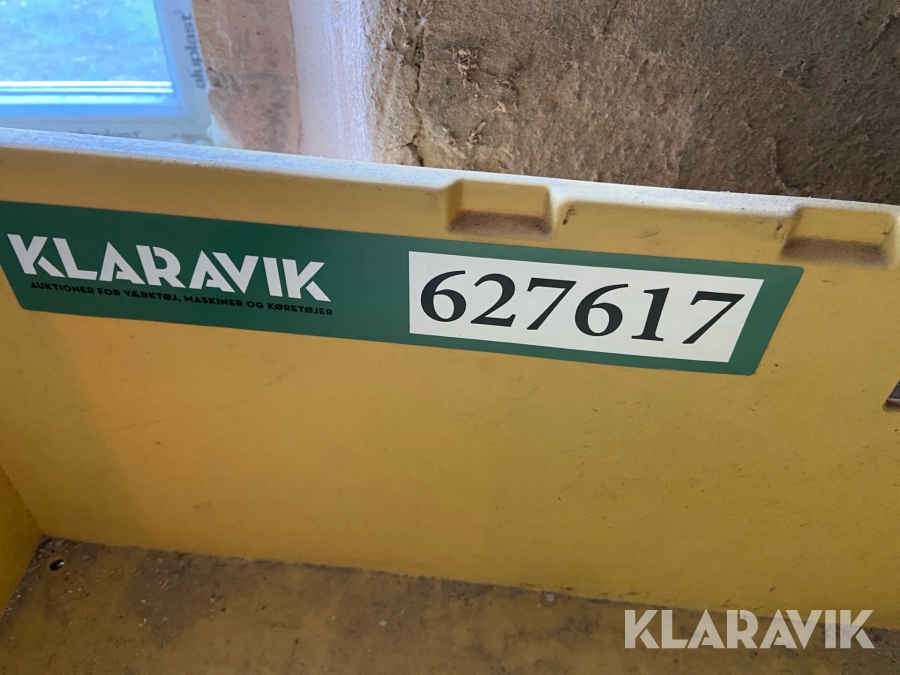 aluplast
KLARAVIK
AUKTIONER FOR VÆRKTØJ, MASKINER OG KØRETØJER
627617
KLARAVIK